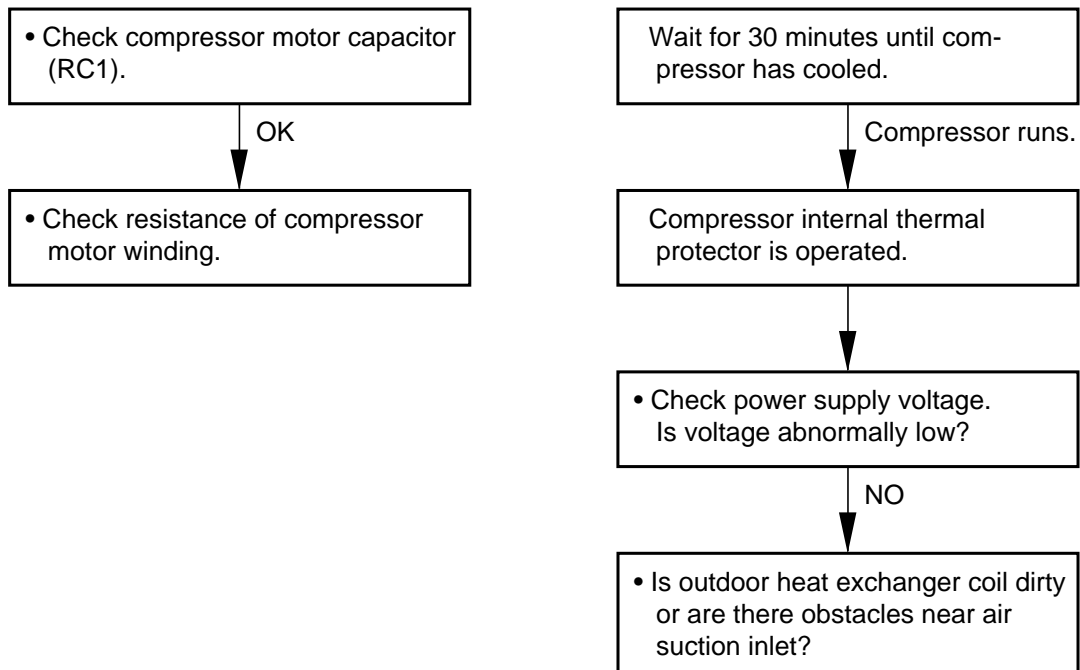 • Check compressor motor capacitor
(RC1).
OK
• Check resistance of compressor
motor winding.
Wait for 30 minutes until com-
pressor has cooled.
Compressor runs.
Compressor internal thermal
protector is operated.
• Check power supply voltage.
Is voltage abnormally low?
NO
• Is outdoor heat exchanger coil dirty
or are there obstacles near air
suction inlet?